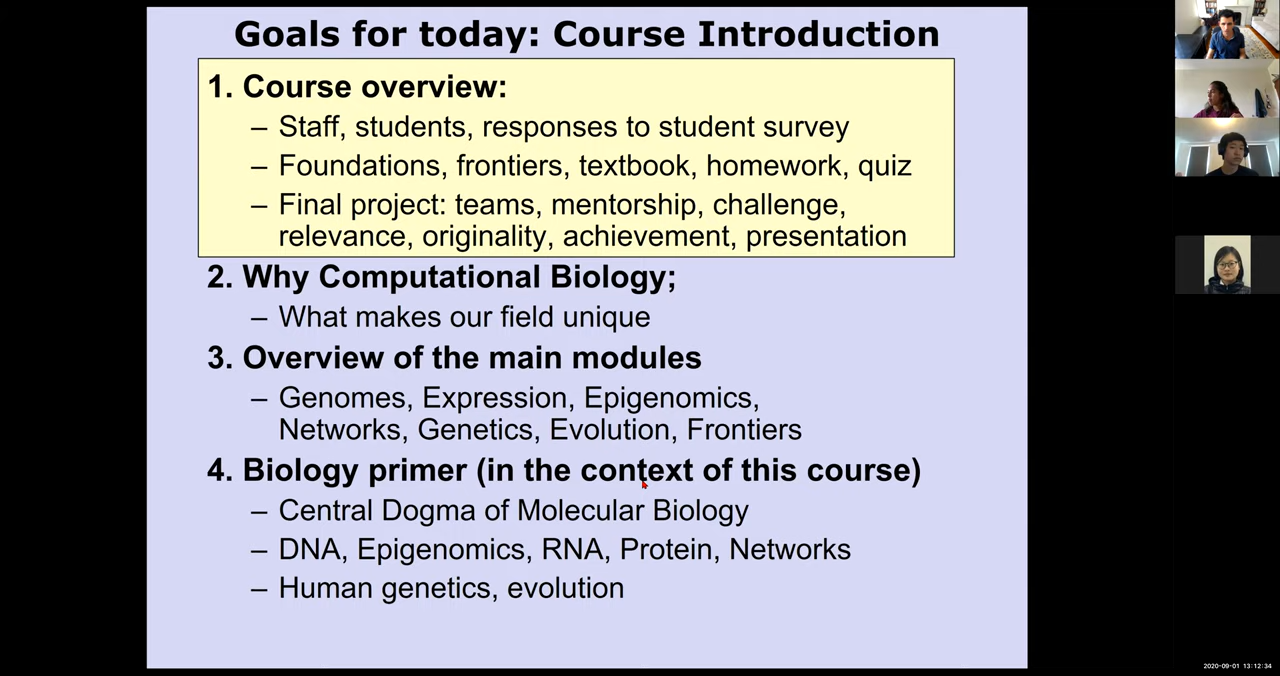 Goals for today: Course Introduction
1. Course overview:
– Staff, students, responses to student survey
– Foundations, frontiers, textbook, homework, quiz
– Final project: teams, mentorship, challenge,
relevance, originality, achievement, presentation
2. Why Computational Biology;
– What makes our field unique
3. Overview of the main modules
– Genomes, Expression, Epigenomics,
Networks, Genetics, Evolution, Frontiers
4. Biology primer (in the context of this course)
– Central Dogma of Molecular Biology
– DNA, Epigenomics, RNA, Protein, Networks
– Human genetics, evolution
2020-09-01 13:12:34